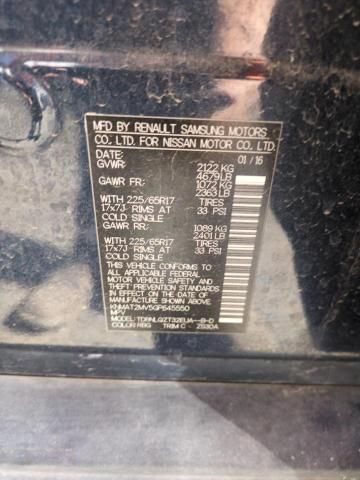 MFD BY RENAULT SAMSUNG MOTORS
CO., LTD. FOR NISSAN MOTOR CO., LTD.
DATE: 01/16
GVWR: 2122 KG
4679 LB
GAWR FR: 1072 KG
2363 LB
WITH 225/65R17 TIRES
17x7J RIMS AT 33 PSI
COLD SINGLE
GAWR RR: 1089 KG
2401 LB
WITH 225/65R17 TIRES
17x7J RIMS AT 33 PSI
COLD SINGLE
THIS VEHICLE CONFORMS TO
ALL APPLICABLE FEDERAL
MOTOR VEHICLE SAFETY
STANDARDS IN EFFECT ON
THE DATE OF MANUFACTURE
SHOWN ABOVE.
KNMAT2MV5GP645550
MPV
MODEL: TDBNLGZT32EUA--B-D
COLOR: RBG TRIM: C ZS30A